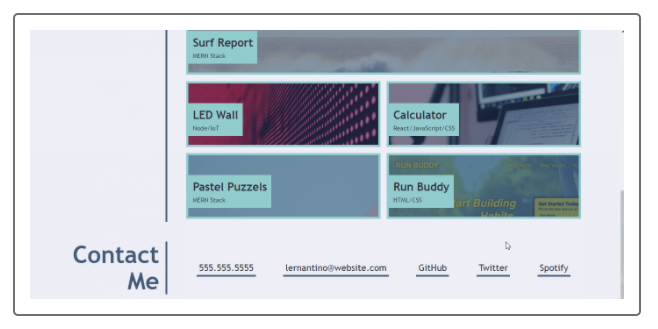 Surf Report
MERN Stack
LED Wall
Node/IoT
Calculator
React/JavaScript/CSS
Pastel Puzzels
MERN Stack
RUN BUDDY
Run Buddy
HTML/CSS
art Building
Habits
Get Started Today
Contact
Me
555.555.5555
lernantino@website.com
GitHub
Twitter
Spotify